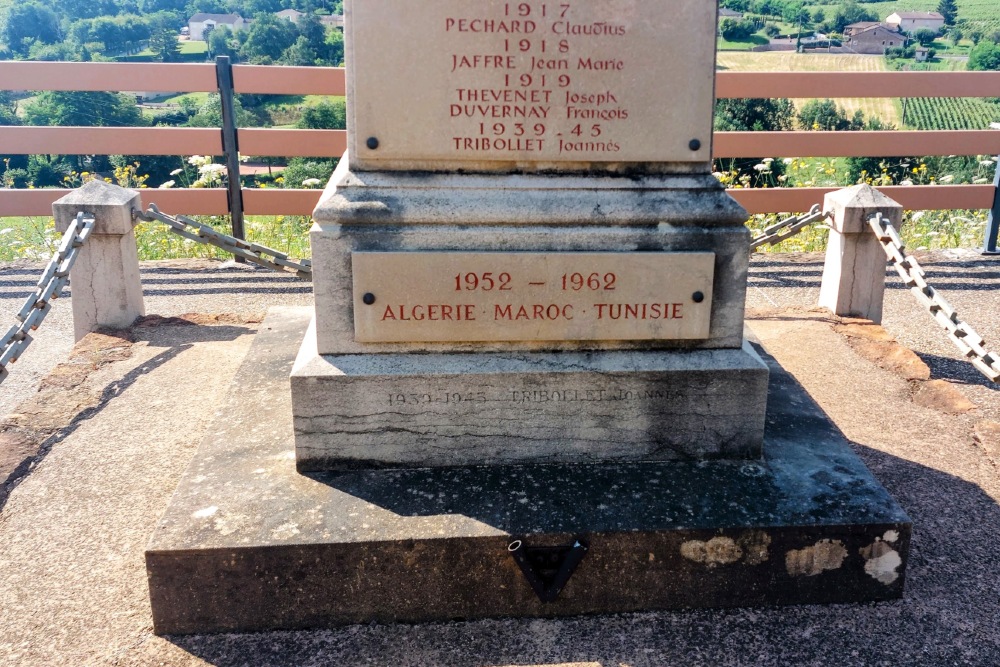 1917
PECHARD Claudius
1918
JAFFRE Jean Marie
1919
THEVENET Joseph
DUVERNAY François
1939-45
TRIBOLLET Joannès
1952 - 1962
ALGERIE · MAROC · TUNISIE
1939-1945 TRIBOLLET JOANNES